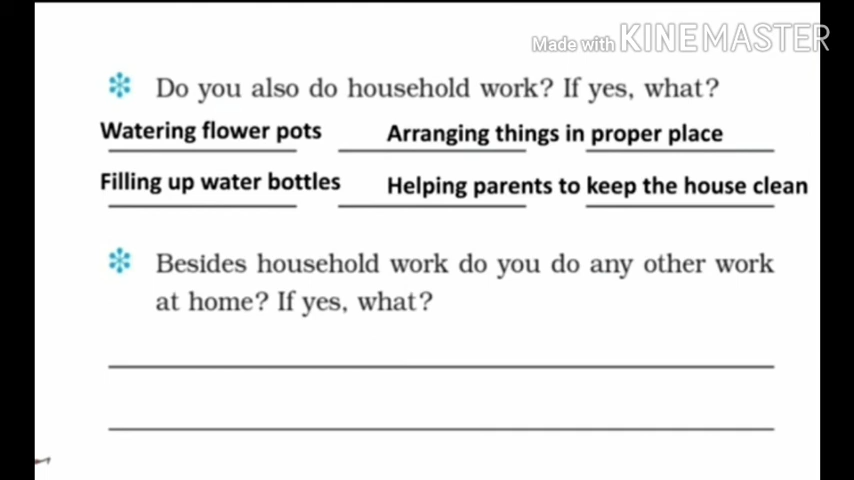 Made with KINEMASTER
Do you also do household work? If yes, what?
Watering flower pots Arranging things in proper place
Filling up water bottles Helping parents to keep the house clean
Besides household work do you do any other work
at home? If yes, what?